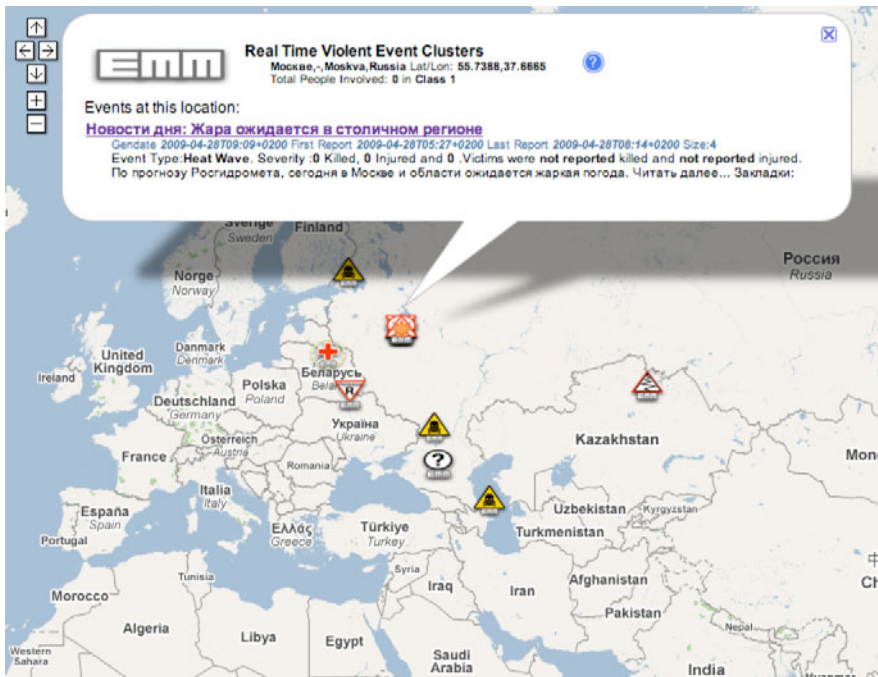 EMM
Real Time Violent Event Clusters
Москве,-,Moskva,Russia Lat/Lon: 55.7388,37.6665
Total People Involved: 0 in Class 1
?
Events at this location:
Новости дня: Жара ожидается в столичном регионе
Gendate 2009-04-28T09:09+0200 First Report 2009-04-28T05:27+0200 Last Report 2009-04-28T08:14+0200 Size:4
Event Type:Heat Wave. Severity :0 Killed, 0 Injured and 0 .Victims were not reported killed and not reported injured.
По прогнозу Росгидромета, сегодня в Москве и области ожидается жаркая погода. Читать далее... Закладки:
Sverige
Sweden
Finland
Россия
Russia
Norge
Norway
Danmark
Denmark
United
Kingdom
Ireland
Беларусь
Polska
Poland
Deutschland
Germany
Україна
Ukraine
Kazakhstan
Österreich
Austria
France
Romania
?
Mon
Italia
Italy
España
Spain
Portugal
Ελλάς
Greece
Türkiye
Turkey
Uzbekistan
Kyrgyzstan
Turkmenistan
中
Ch
Tunisia
Syria
Iraq
Iran
Afghanistan
Morocco
Pakistan
Algeria
Libya
Egypt
Nepal
Western
Sahara
Saudi
Arabia
India